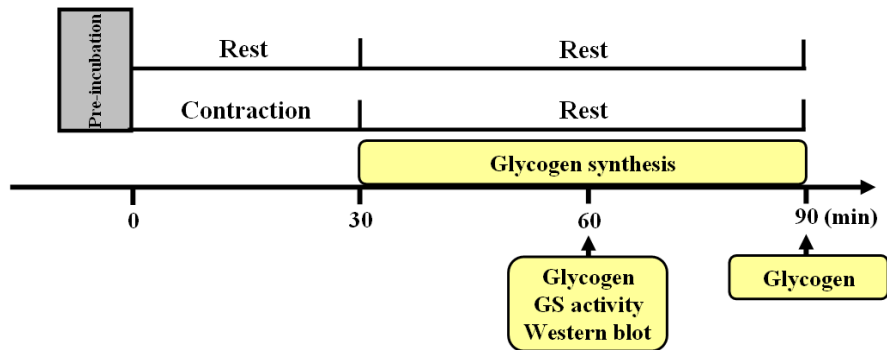 Pre-incubation
Rest
Rest
Contraction
Rest
Glycogen synthesis
0
30
60
90 (min)
Glycogen
GS activity
Western blot
Glycogen